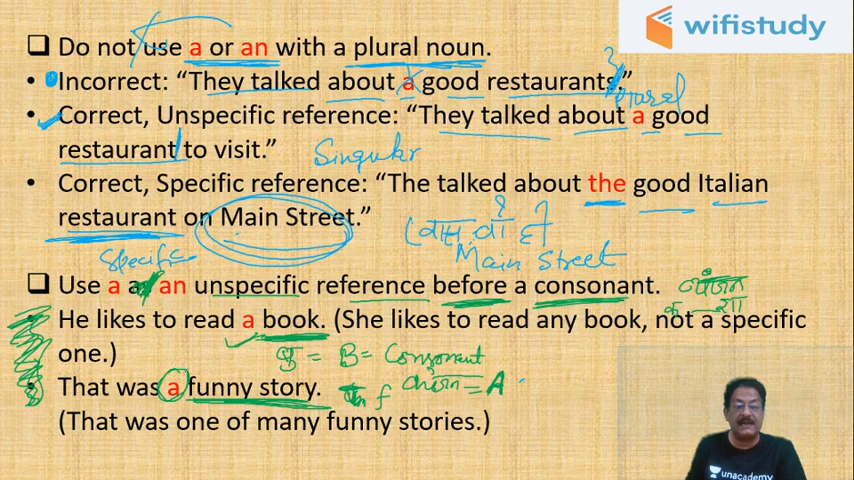 wifistudy
❑ Do not use a or an with a plural noun.
• Incorrect: “They talked about a good restaurants.”
Plural
• Correct, Unspecific reference: “They talked about a good
restaurant to visit.”
Singular
• Correct, Specific reference: “The talked about the good Italian
restaurant on Main Street.”
Specific
Main Street
❑ Use a as an unspecific reference before a consonant.
व्यंजन
• He likes to read a book. (She likes to read any book, not a specific
one.)
B = Consonant
• That was a funny story.
f
= A
(That was one of many funny stories.)
unacademy